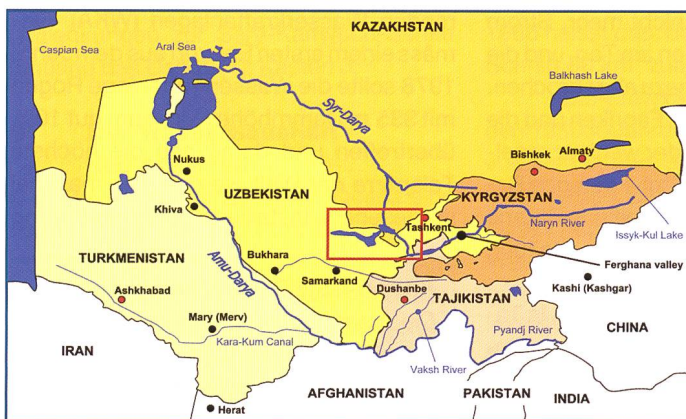 KAZAKHSTAN
Caspian Sea
Aral Sea
Balkhash Lake
Syr-Darya
Nukus
Bishkek
Almaty
UZBEKISTAN
KYRGYZSTAN
Khiva
Tashkent
Naryn River
Issyk-Kul Lake
Bukhara
Ferghana valley
TURKMENISTAN
Amu-Darya
Samarkand
Ashkhabad
Dushanbe
TAJIKISTAN
Kashi (Kashgar)
Mary (Merv)
Pyandj River
CHINA
Kara-Kum Canal
IRAN
Vaksh River
AFGHANISTAN
PAKISTAN
INDIA
Herat